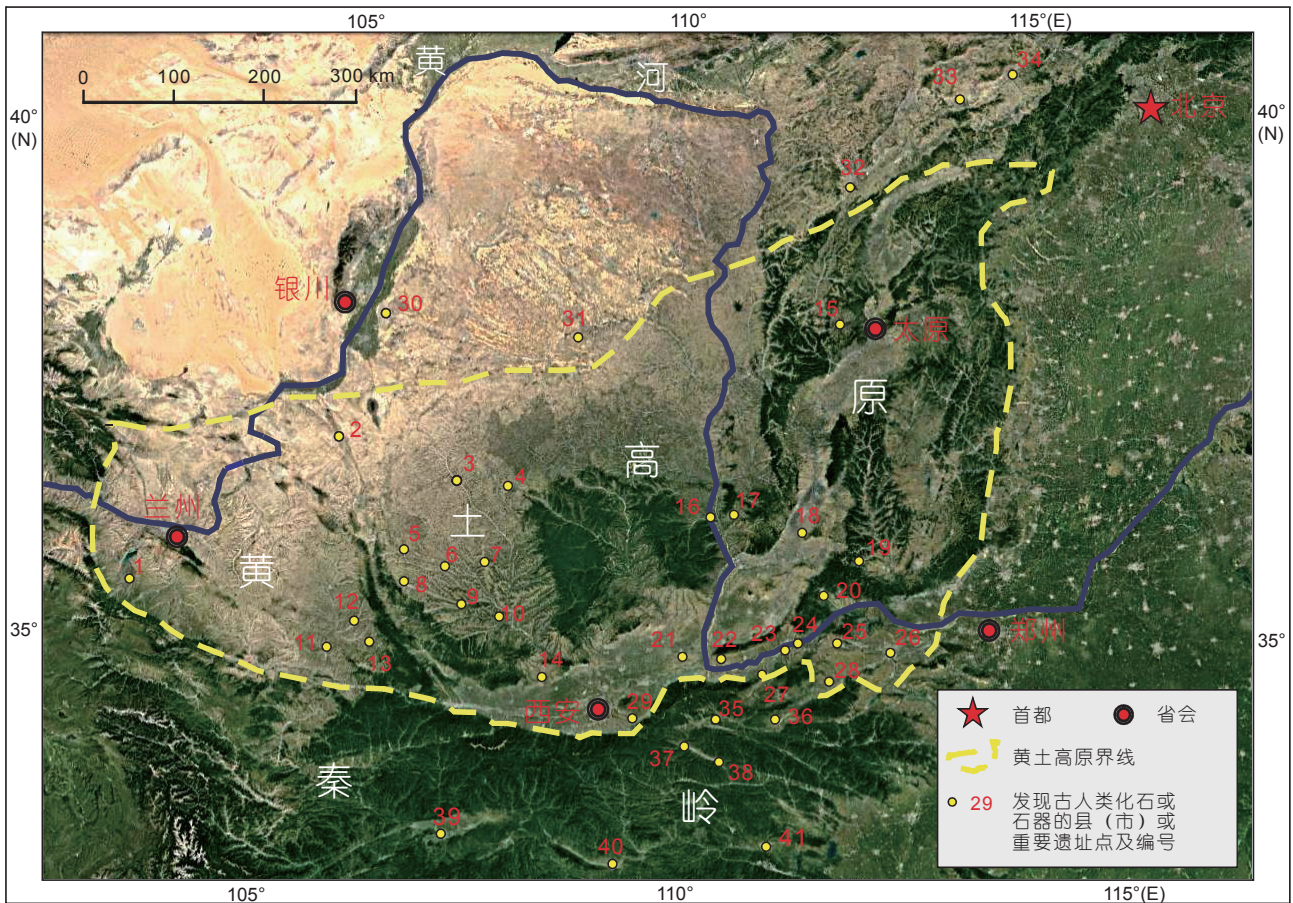 105°
110°
115°(E)
0
100
200
300 km
40°
(N)
40°
(N)
黄
河
33
34
北京
32
银川
30
31
15
太原
原
2
3
4
高
土
兰州
16
17
18
黄
5
6
7
19
1
8
9
10
20
12
35°
11
13
21
22
23
24
25
26
郑州
35°
14
27
28
西安
29
35
36
37
38
秦
岭
39
40
41
首都
省会
黄土高原界线
29
发现古人类化石或
石器的县（市）或
重要遗址点及编号
105°
110°
115°(E)